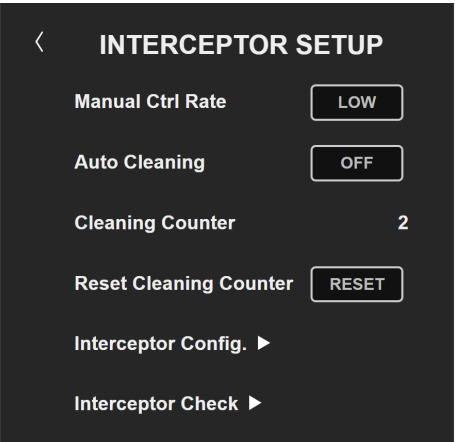 INTERCEPTOR SETUP
Manual Ctrl Rate LOW
Auto Cleaning OFF
Cleaning Counter 2
Reset Cleaning Counter RESET
Interceptor Config.
Interceptor Check